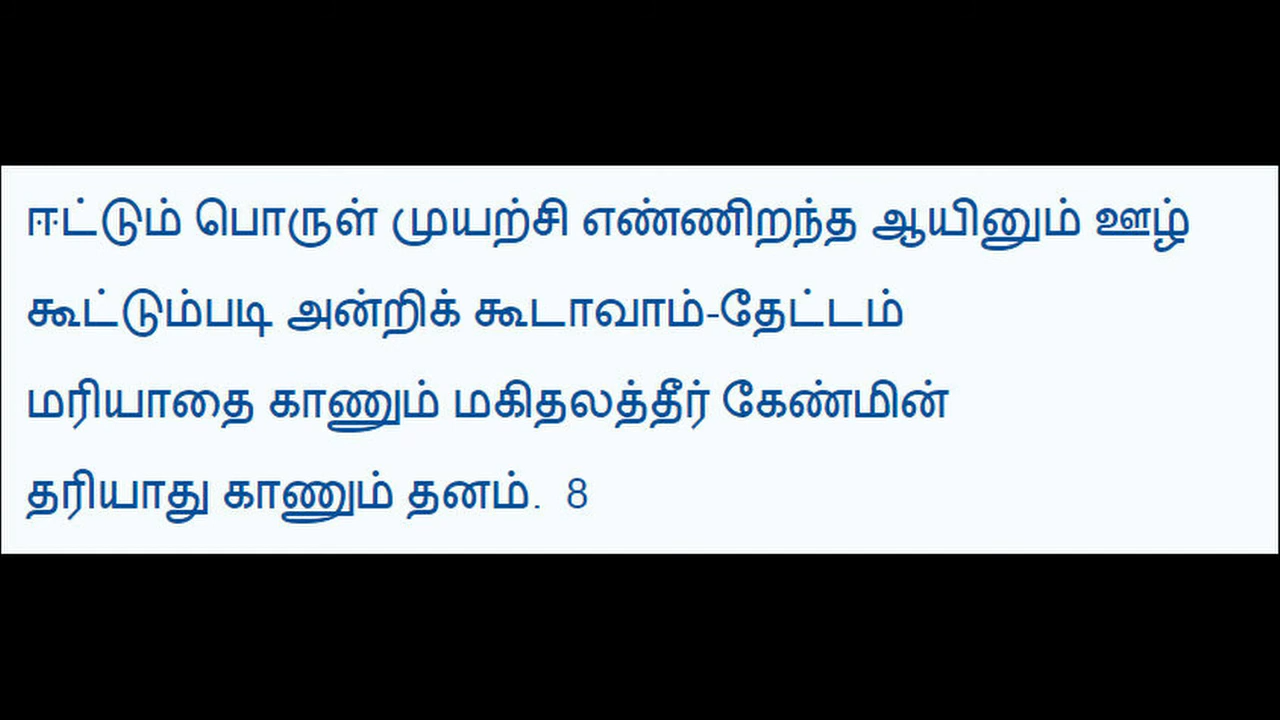 ஈட்டும் பொருள் முயற்சி எண்ணிறந்த ஆயினும் ஊழ்
கூட்டும்படி அன்றிக் கூடாவாம்-தேட்டம்
மரியாதை காணும் மகிதலத்தீர் கேண்மின்
தரியாது காணும் தனம். 8